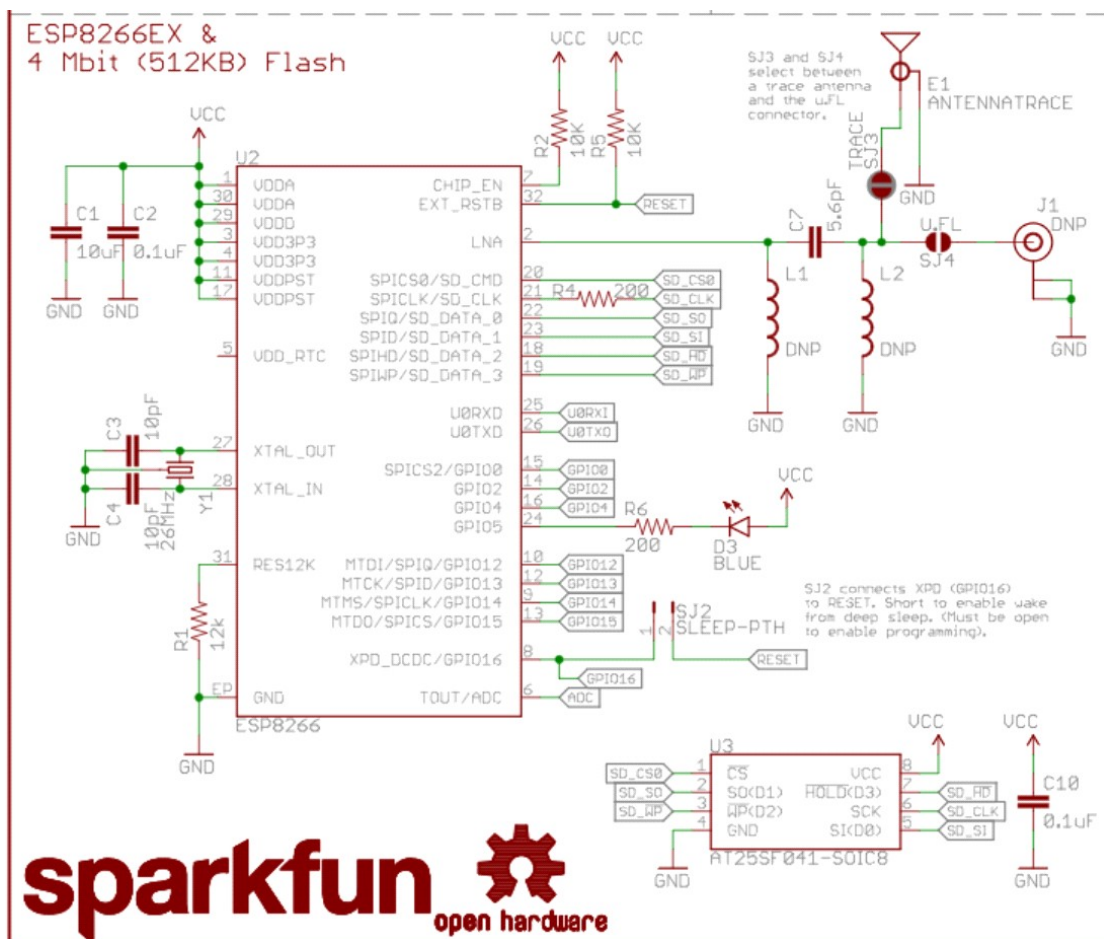 ESP8266EX &
4 Mbit (512KB) Flash
VCC
C1
10uF
C2
0.1uF
GND
GND
U2
1 VDDA
30 VDDA
29 VDDD
3 VDD3P3
4 VDD3P3
11 VDDPST
17 VDDPST
5 VDD_RTC
27 XTAL_OUT
28 XTAL_IN
31 RES12K
EP GND
ESP8266
C3
10pF
C4
10pF
26MHz
Y1
GND
R1
12k
GND
CHIP_EN 7
EXT_RSTB 32
LNA 2
SPICS0/SD_CMD 20
SPICLK/SD_CLK 21
SPIQ/SD_DATA_0 22
SPID/SD_DATA_1 23
SPIHD/SD_DATA_2 18
SPIWP/SD_DATA_3 19
U0RXD 25
U0TXD 26
SPICS2/GPIO0 15
GPIO2 14
GPIO4 16
GPIO5 24
MTDI/SPIQ/GPIO12 10
MTCK/SPID/GPIO13 12
MTMS/SPICLK/GPIO14 9
MTDO/SPICS/GPIO15 13
XPD_DCDC/GPIO16 8
TOUT/ADC 6
VCC
VCC
R2
10K
R5
10K
RESET
SD_CS0
R4
200
SD_CLK
SD_SO
SD_SI
SD_HD
SD_WP
U0RXI
U0TXO
GPIO0
GPIO2
GPIO4
R6
200
D3
BLUE
VCC
GPIO12
GPIO13
GPIO14
GPIO15
GPIO16
ADC
1
2
SJ2
SLEEP-PTH
RESET
SJ2 connects XPD (GPIO16)
to RESET. Short to enable wake
from deep sleep. (Must be open
to enable programming).
SJ3 and SJ4
select between
a trace antenna
and the u.FL
connector.
E1
ANTENNATRACE
TRACE
SJ3
GND
C7
5.6pF
L1
DNP
GND
L2
DNP
GND
U.FL
SJ4
J1
DNP
GND
U3
SD_CS0 1 CS
SD_SO 2 SO(D1)
SD_WP 3 WP(D2)
4 GND
VCC 8
HOLD(D3) 7 SD_HD
SCK 6 SD_CLK
SI(D0) 5 SD_SI
AT25SF041-SOIC8
GND
VCC
VCC
C10
0.1uF
GND
sparkfun
open hardware